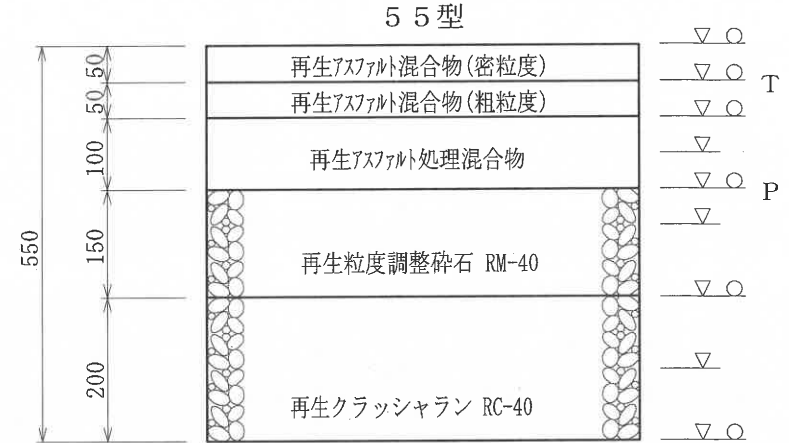 ５５型
50
再生ｱｽﾌｧﾙﾄ混合物(密粒度)
T
50
再生ｱｽﾌｧﾙﾄ混合物(粗粒度)
100
再生ｱｽﾌｧﾙﾄ処理混合物
P
550
150
再生粒度調整砕石 RM-40
200
再生クラッシャラン RC-40